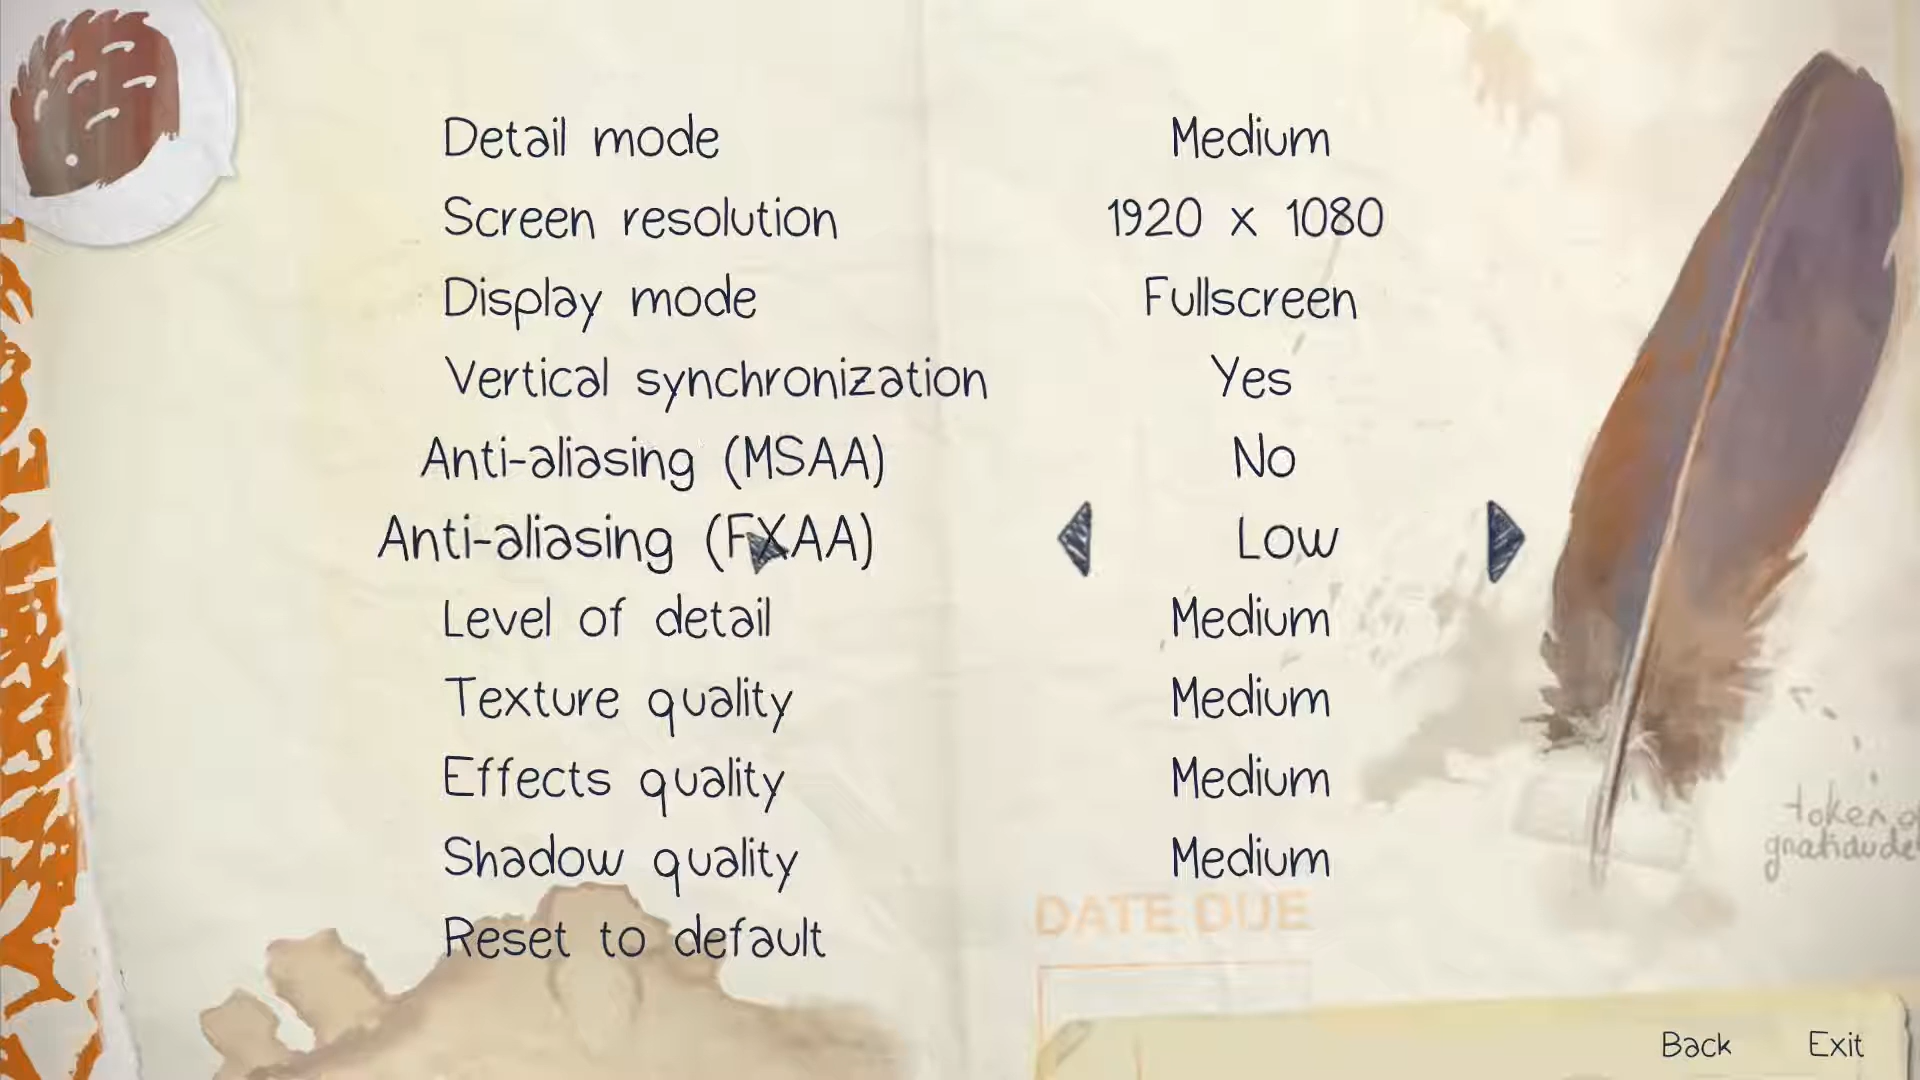 Detail mode Medium
Screen resolution 1920 x 1080
Display mode Fullscreen
Vertical synchronization Yes
Anti-aliasing (MSAA) No
Anti-aliasing (FXAA) Low
Level of detail Medium
Texture quality Medium
Effects quality Medium
Shadow quality Medium
Reset to default
DATE DUE
token
Back Exit